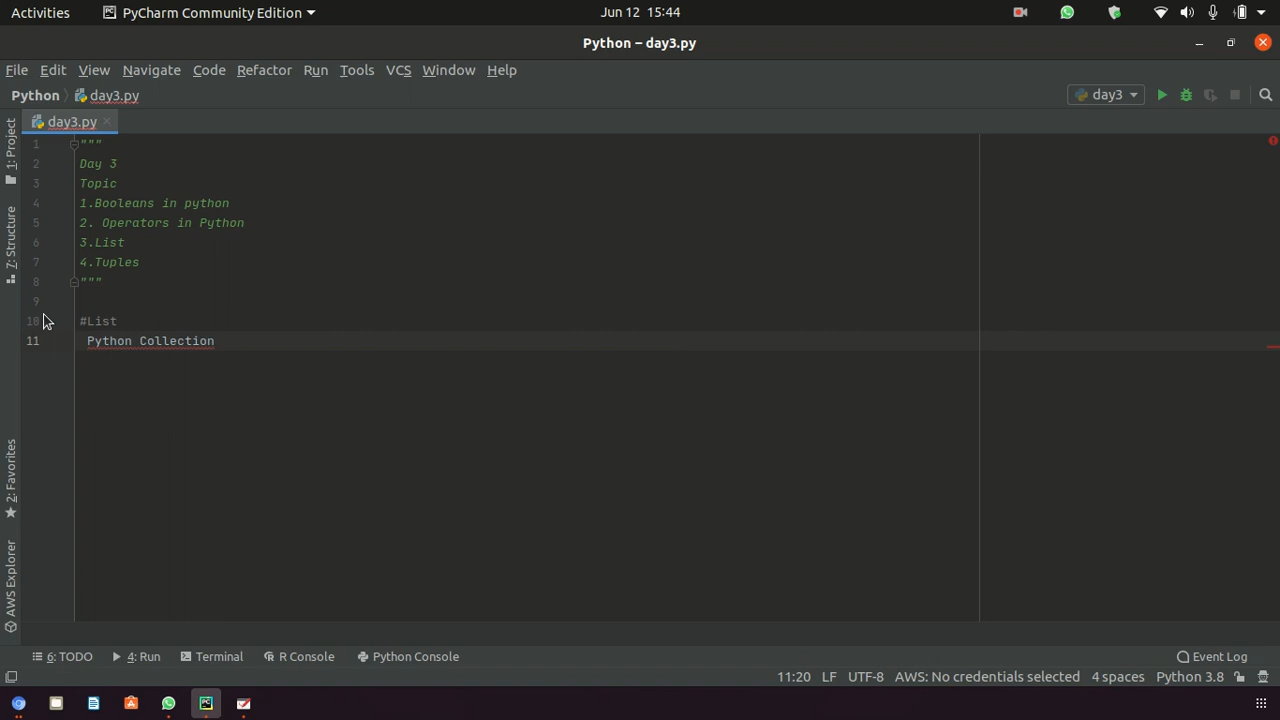 Activities PyCharm Community Edition Jun 12 15:44
Python – day3.py
File Edit View Navigate Code Refactor Run Tools VCS Window Help
Python day3.py day3
day3.py
1 """
2 Day 3
3 Topic
4 1.Booleans in python
5 2. Operators in Python
6 3.List
7 4.Tuples
8 """
9
10 #List
11 Python Collection
1: Project
7: Structure
2: Favorites
AWS Explorer
6: TODO 4: Run Terminal R Console Python Console Event Log
11:20 LF UTF-8 AWS: No credentials selected 4 spaces Python 3.8